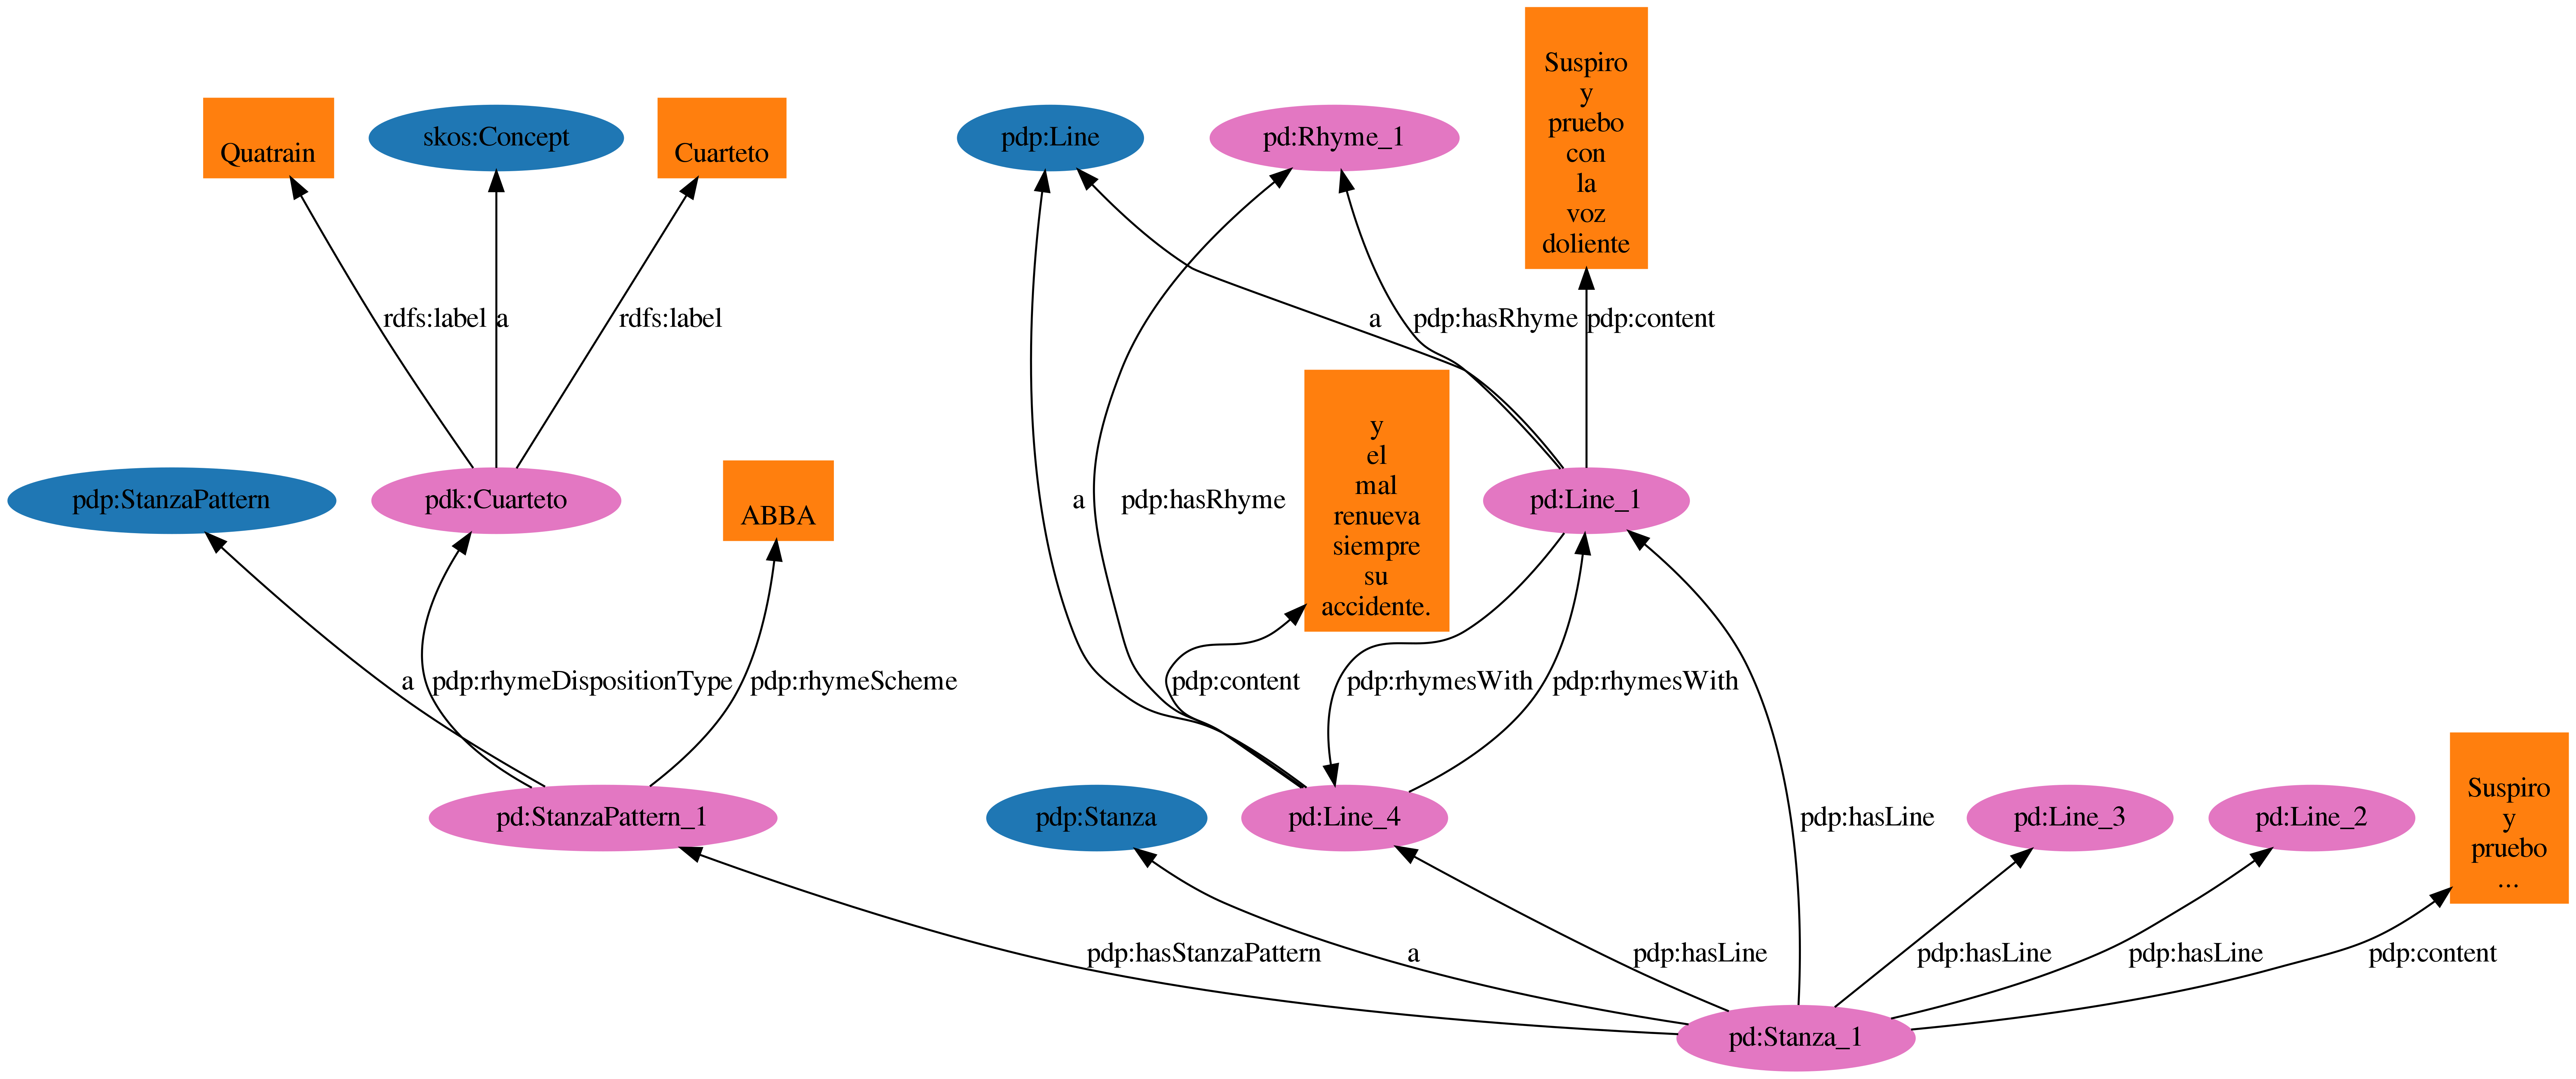 Suspiro
y
pruebo
con
la
voz
doliente
Quatrain
skos:Concept
Cuarteto
pdp:Line
pd:Rhyme_1
rdfs:label
a
rdfs:label
a
pdp:hasRhyme
pdp:content
y
el
mal
renueva
siempre
su
accidente.
pdp:StanzaPattern
pdk:Cuarteto
ABBA
a
pdp:hasRhyme
pd:Line_1
a
pdp:rhymeDispositionType
pdp:rhymeScheme
pdp:content
pdp:rhymesWith
pdp:rhymesWith
pd:StanzaPattern_1
pdp:Stanza
pd:Line_4
pdp:hasLine
pd:Line_3
pd:Line_2
Suspiro
y
pruebo
...
pdp:hasStanzaPattern
a
pdp:hasLine
pdp:hasLine
pdp:hasLine
pdp:content
pd:Stanza_1